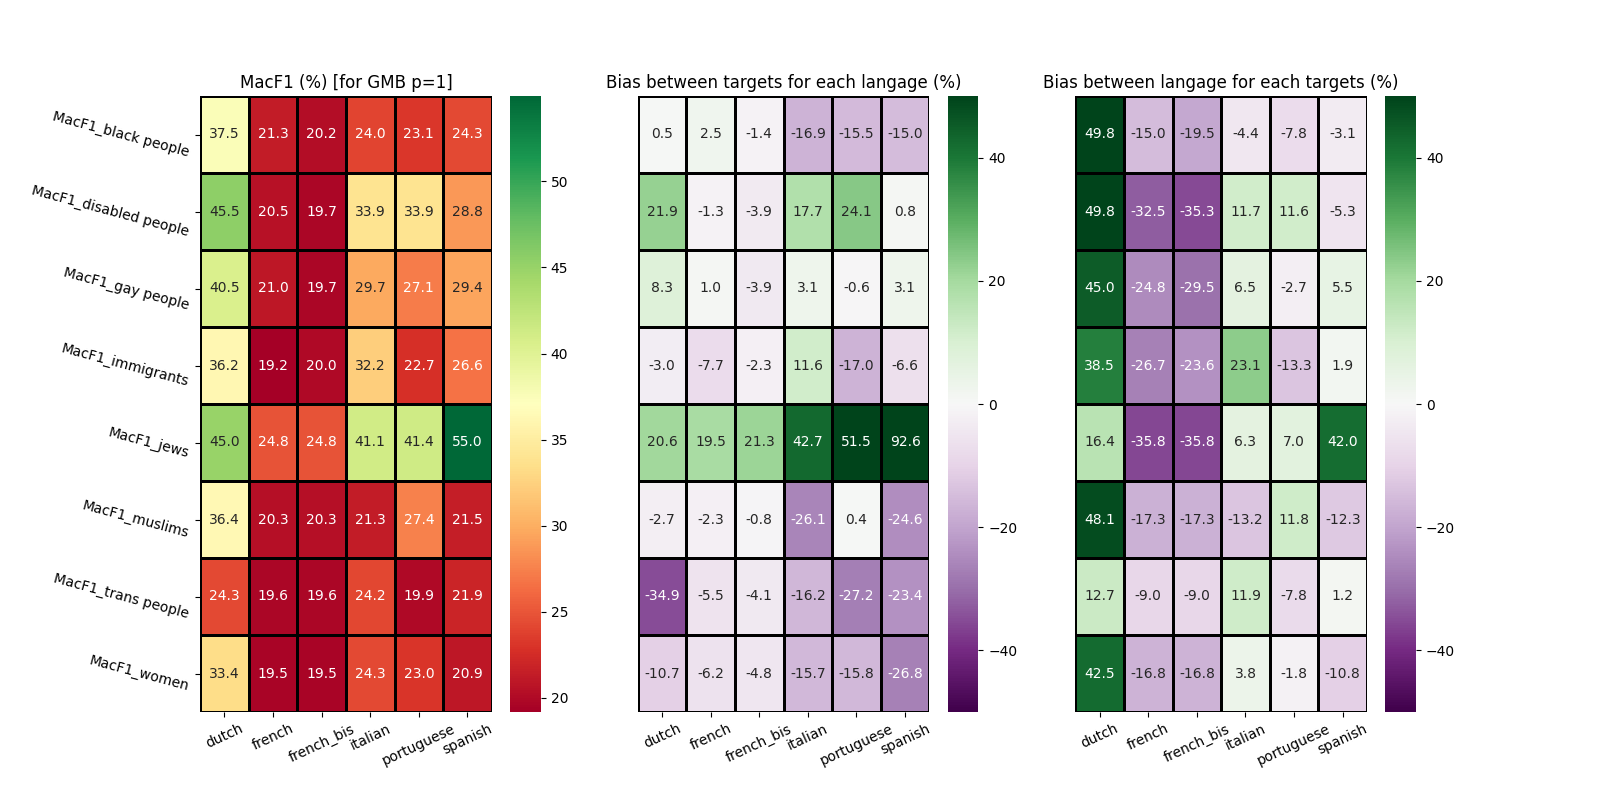 MacF1 (%) [for GMB p=1]
Bias between targets for each langage (%)
Bias between langage for each targets (%)
MacF1_black people
37.5 21.3 20.2 24.0 23.1 24.3
0.5 2.5 -1.4 -16.9 -15.5 -15.0
49.8 -15.0 -19.5 -4.4 -7.8 -3.1
MacF1_disabled people
45.5 20.5 19.7 33.9 33.9 28.8
21.9 -1.3 -3.9 17.7 24.1 0.8
49.8 -32.5 -35.3 11.7 11.6 -5.3
MacF1_gay people
40.5 21.0 19.7 29.7 27.1 29.4
8.3 1.0 -3.9 3.1 -0.6 3.1
45.0 -24.8 -29.5 6.5 -2.7 5.5
MacF1_immigrants
36.2 19.2 20.0 32.2 22.7 26.6
-3.0 -7.7 -2.3 11.6 -17.0 -6.6
38.5 -26.7 -23.6 23.1 -13.3 1.9
MacF1_jews
45.0 24.8 24.8 41.1 41.4 55.0
20.6 19.5 21.3 42.7 51.5 92.6
16.4 -35.8 -35.8 6.3 7.0 42.0
MacF1_muslims
36.4 20.3 20.3 21.3 27.4 21.5
-2.7 -2.3 -0.8 -26.1 0.4 -24.6
48.1 -17.3 -17.3 -13.2 11.8 -12.3
MacF1_trans people
24.3 19.6 19.6 24.2 19.9 21.9
-34.9 -5.5 -4.1 -16.2 -27.2 -23.4
12.7 -9.0 -9.0 11.9 -7.8 1.2
MacF1_women
33.4 19.5 19.5 24.3 23.0 20.9
-10.7 -6.2 -4.8 -15.7 -15.8 -26.8
42.5 -16.8 -16.8 3.8 -1.8 -10.8
dutch french french_bis italian portuguese spanish
dutch french french_bis italian portuguese spanish
dutch french french_bis italian portuguese spanish
50
45
40
35
30
25
20
40
20
0
−20
−40
40
20
0
−20
−40